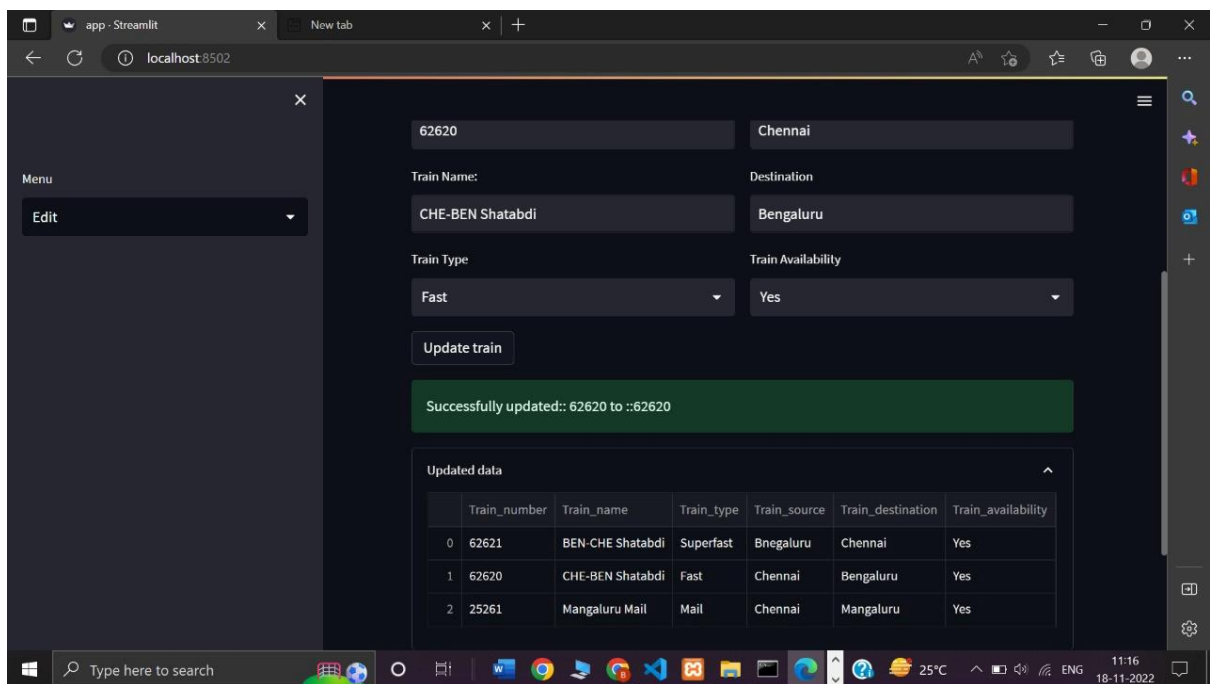 app · Streamlit
New tab
localhost:8502
62620
Chennai
Menu
Train Name:
Destination
Edit
CHE-BEN Shatabdi
Bengaluru
Train Type
Train Availability
Fast
Yes
Update train
Successfully updated:: 62620 to ::62620
Updated data
Train_number Train_name Train_type Train_source Train_destination Train_availability
0 62621 BEN-CHE Shatabdi Superfast Bnegaluru Chennai Yes
1 62620 CHE-BEN Shatabdi Fast Chennai Bengaluru Yes
2 25261 Mangaluru Mail Mail Chennai Mangaluru Yes
Type here to search
25°C
ENG
11:16
18-11-2022